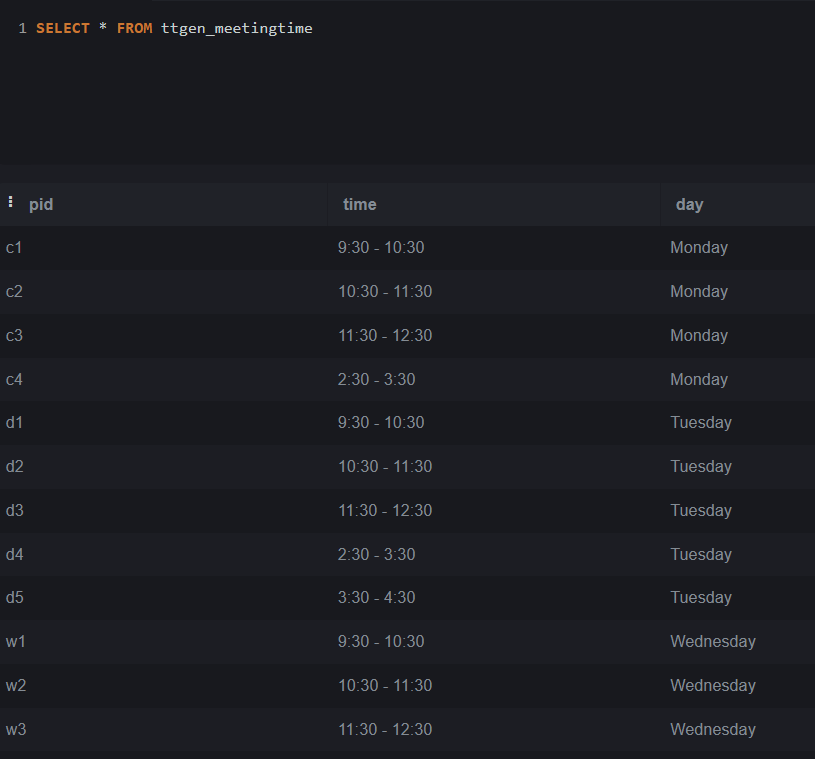 1 SELECT * FROM ttgen_meetingtime
pid time day
c1 9:30 - 10:30 Monday
c2 10:30 - 11:30 Monday
c3 11:30 - 12:30 Monday
c4 2:30 - 3:30 Monday
d1 9:30 - 10:30 Tuesday
d2 10:30 - 11:30 Tuesday
d3 11:30 - 12:30 Tuesday
d4 2:30 - 3:30 Tuesday
d5 3:30 - 4:30 Tuesday
w1 9:30 - 10:30 Wednesday
w2 10:30 - 11:30 Wednesday
w3 11:30 - 12:30 Wednesday